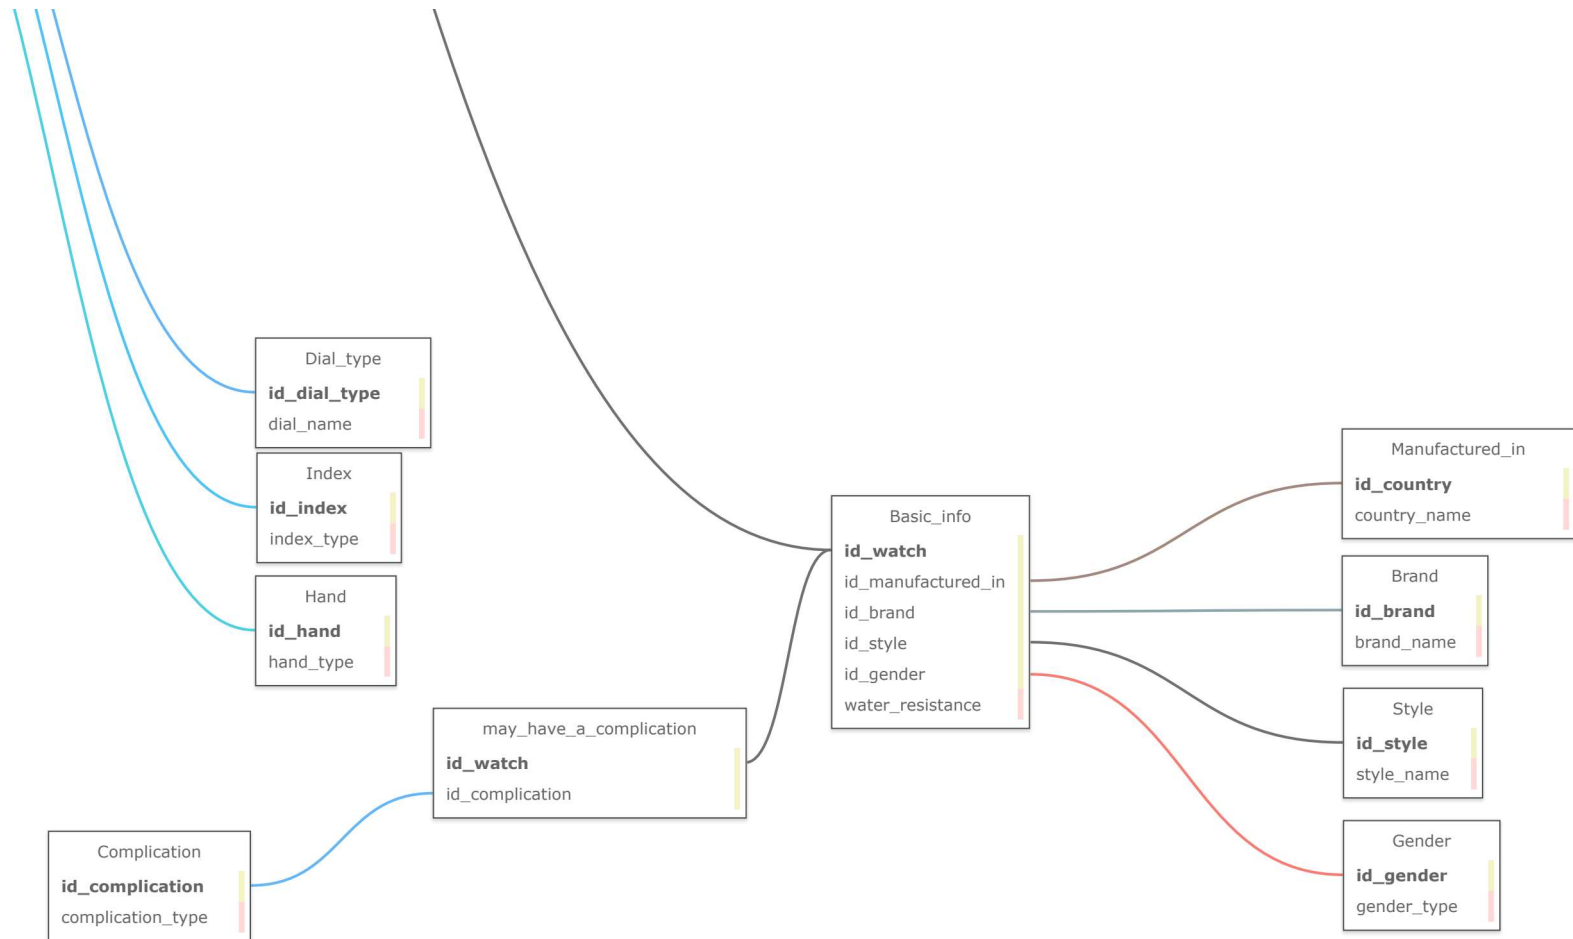 Dial_type
id_dial_type
dial_name
Index
id_index
index_type
Hand
id_hand
hand_type
may_have_a_complication
id_watch
id_complication
Complication
id_complication
complication_type
Basic_info
id_watch
id_manufactured_in
id_brand
id_style
id_gender
water_resistance
Manufactured_in
id_country
country_name
Brand
id_brand
brand_name
Style
id_style
style_name
Gender
id_gender
gender_type